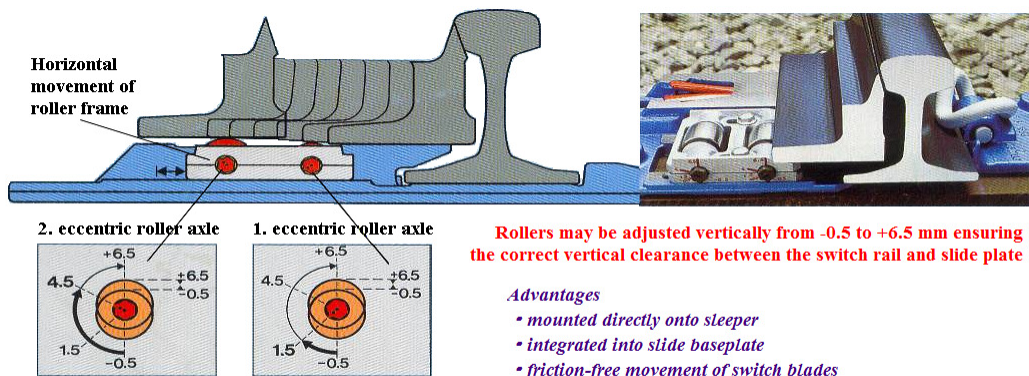 Horizontal
movement of
roller frame
2. eccentric roller axle
1. eccentric roller axle
+6.5
4.5
+6.5
-0.5
1.5
-0.5
+6.5
4.5
+6.5
-0.5
1.5
-0.5
Rollers may be adjusted vertically from -0.5 to +6.5 mm ensuring
the correct vertical clearance between the switch rail and slide plate
Advantages
• mounted directly onto sleeper
• integrated into slide baseplate
• friction-free movement of switch blades